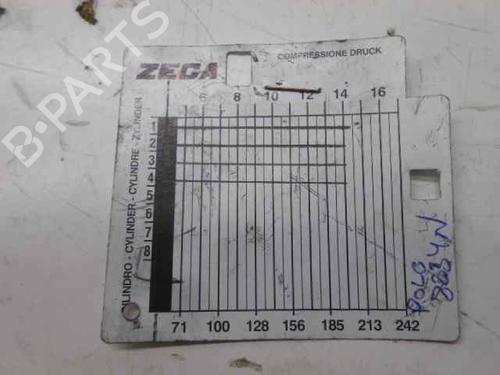 ZECA
COMPRESSIONE DRUCK
6 8 10 12 14 16
CILINDRO - CYLINDER - CYLINDRE - ZYLINDER
1
2
3
4
5
6
7
8
71 100 128 156 185 213 242
POLO
B-PARTS